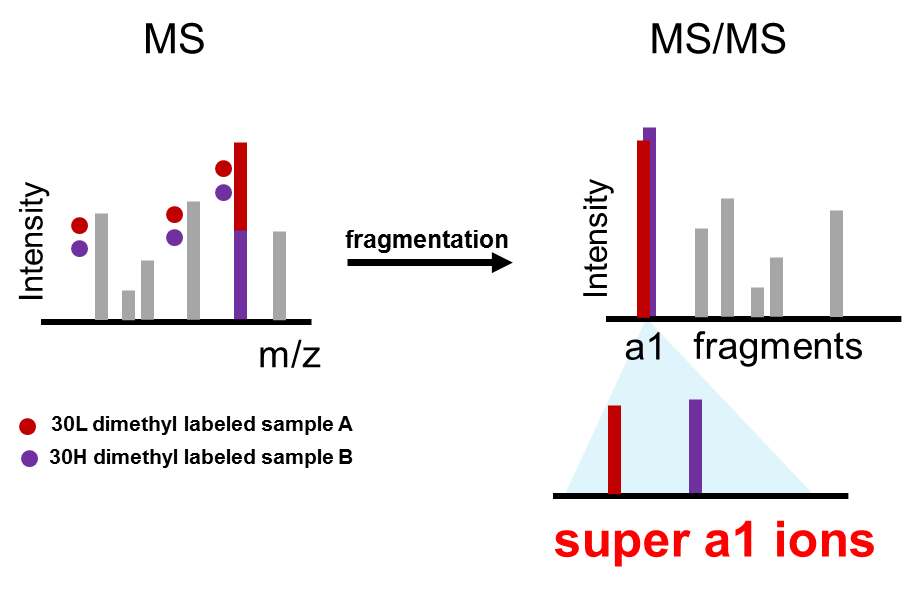 MS
MS/MS
Intensity
m/z
fragmentation
Intensity
a1 fragments
30L dimethyl labeled sample A
30H dimethyl labeled sample B
super a1 ions